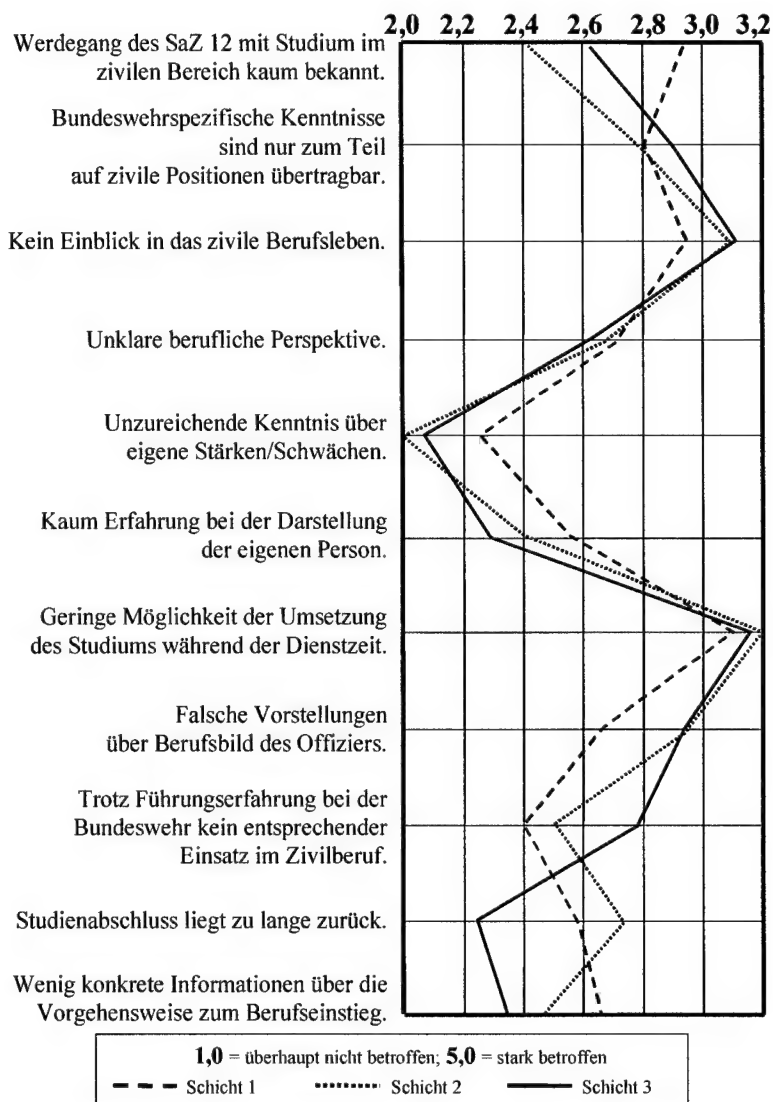 2,0 2,2 2,4 2,6 2,8 3,0 3,2
Werdegang des SaZ 12 mit Studium im
zivilen Bereich kaum bekannt.
Bundeswehrspezifische Kenntnisse
sind nur zum Teil
auf zivile Positionen übertragbar.
Kein Einblick in das zivile Berufsleben.
Unklare berufliche Perspektive.
Unzureichende Kenntnis über
eigene Stärken/Schwächen.
Kaum Erfahrung bei der Darstellung
der eigenen Person.
Geringe Möglichkeit der Umsetzung
des Studiums während der Dienstzeit.
Falsche Vorstellungen
über Berufsbild des Offiziers.
Trotz Führungserfahrung bei der
Bundeswehr kein entsprechender
Einsatz im Zivilberuf.
Studienabschluss liegt zu lange zurück.
Wenig konkrete Informationen über die
Vorgehensweise zum Berufseinstieg.
1,0 = überhaupt nicht betroffen; 5,0 = stark betroffen
Schicht 1 Schicht 2 Schicht 3